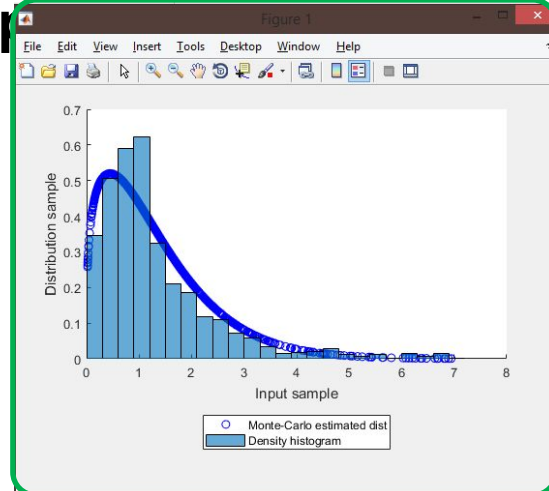 Figure 1
File Edit View Insert Tools Desktop Window Help
0.7
0.6
0.5
0.4
0.3
0.2
0.1
0
Distribution sample
0 1 2 3 4 5 6 7 8
Input sample
Monte-Carlo estimated dist
Density histogram